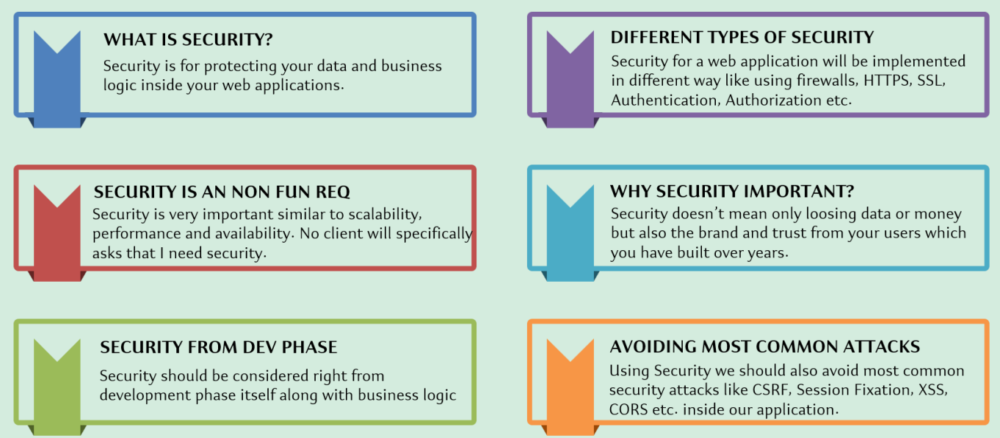 WHAT IS SECURITY?
Security is for protecting your data and business
logic inside your web applications.
DIFFERENT TYPES OF SECURITY
Security for a web application will be implemented
in different way like using firewalls, HTTPS, SSL,
Authentication, Authorization etc.
SECURITY IS AN NON FUN REQ
Security is very important similar to scalability,
performance and availability. No client will specifically
asks that I need security.
WHY SECURITY IMPORTANT?
Security doesn't mean only loosing data or money
but also the brand and trust from your users which
you have built over years.
SECURITY FROM DEV PHASE
Security should be considered right from
development phase itself along with business logic
AVOIDING MOST COMMON ATTACKS
Using Security we should also avoid most common
security attacks like CSRF, Session Fixation, XSS,
CORS etc. inside our application.